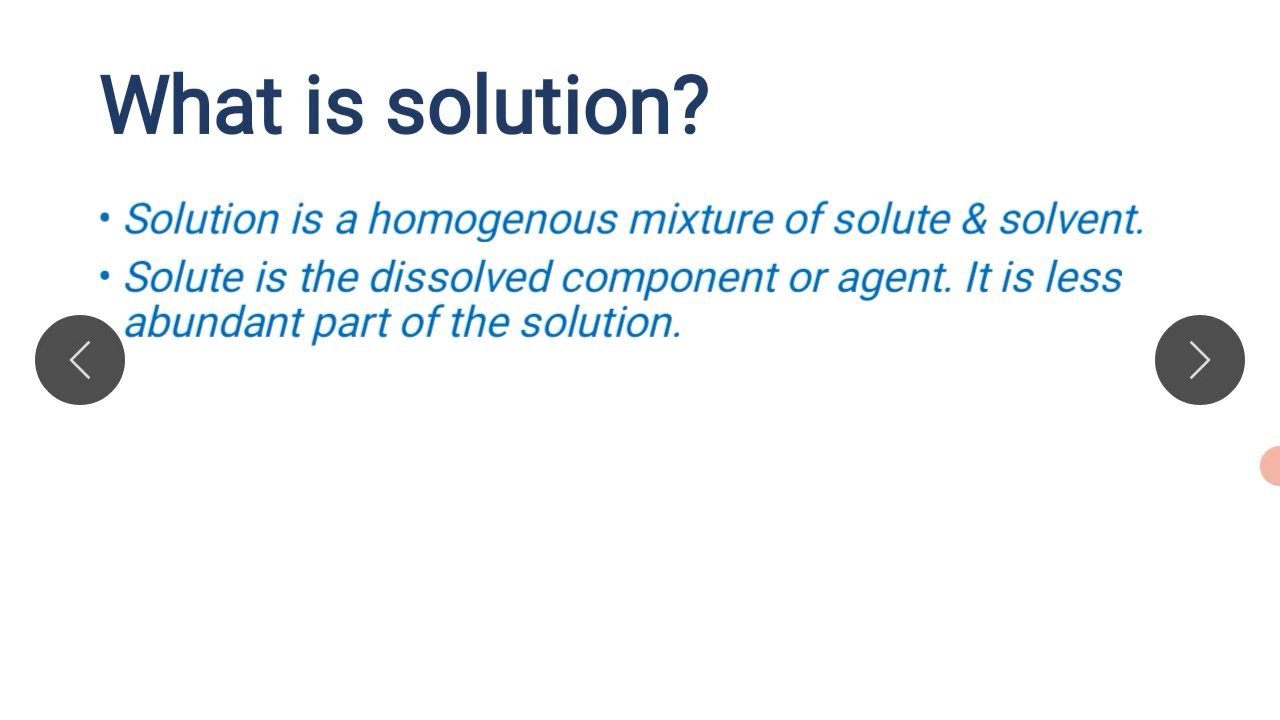 What is solution?
• Solution is a homogenous mixture of solute & solvent.
• Solute is the dissolved component or agent. It is less
abundant part of the solution.